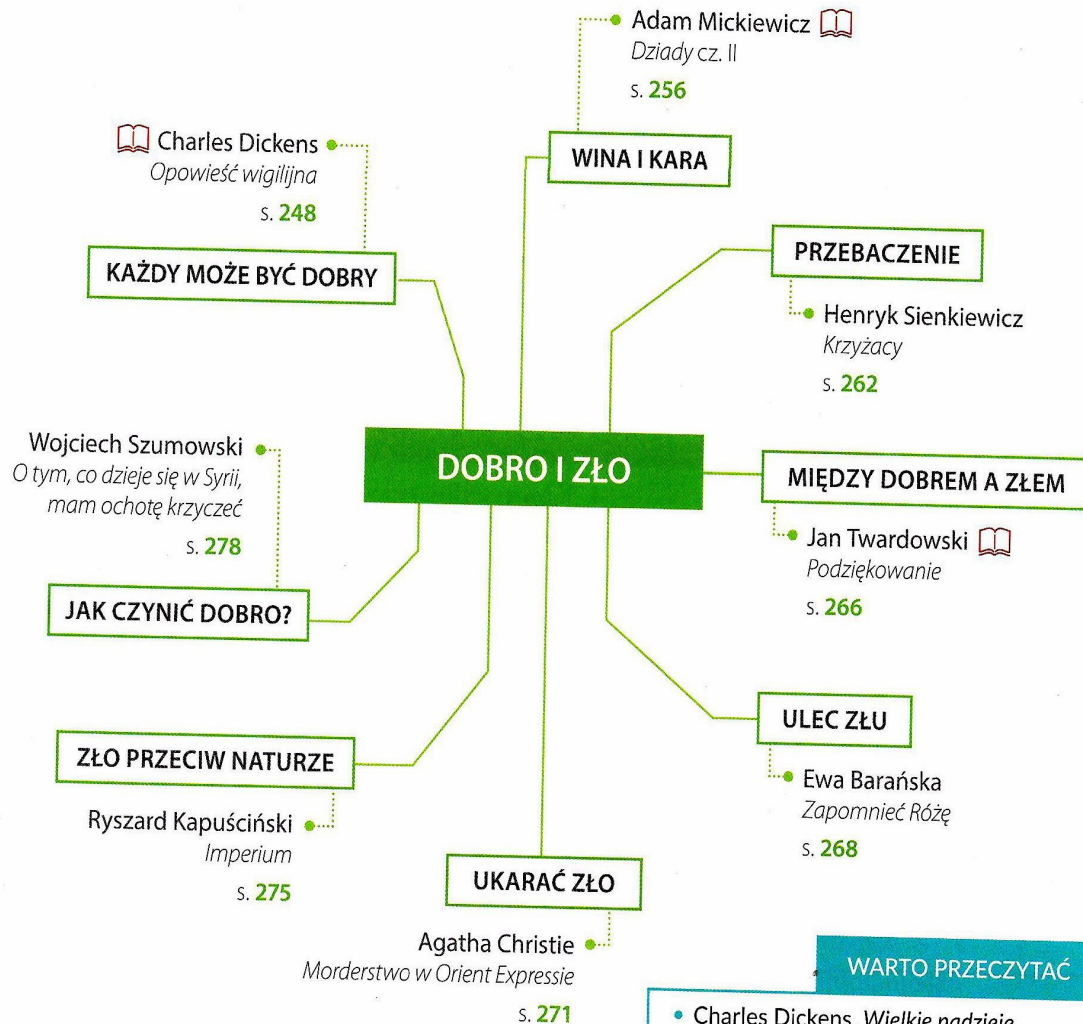 Adam Mickiewicz
Dziady cz. II
s. 256
WINA I KARA
Charles Dickens
Opowieść wigilijna
s. 248
KAŻDY MOŻE BYĆ DOBRY
PRZEBACZENIE
Henryk Sienkiewicz
Krzyżacy
s. 262
DOBRO I ZŁO
Wojciech Szumowski
O tym, co dzieje się w Syrii,
mam ochotę krzyczeć
s. 278
JAK CZYNIĆ DOBRO?
MIĘDZY DOBREM A ZŁEM
Jan Twardowski
Podziękowanie
s. 266
ULEC ZŁU
Ewa Barańska
Zapomnieć Różę
s. 268
ZŁO PRZECIW NATURZE
Ryszard Kapuściński
Imperium
s. 275
UKARAĆ ZŁO
Agatha Christie
Morderstwo w Orient Expressie
s. 271
WARTO PRZECZYTAĆ
• Charles Dickens, Wielkie nadzieje